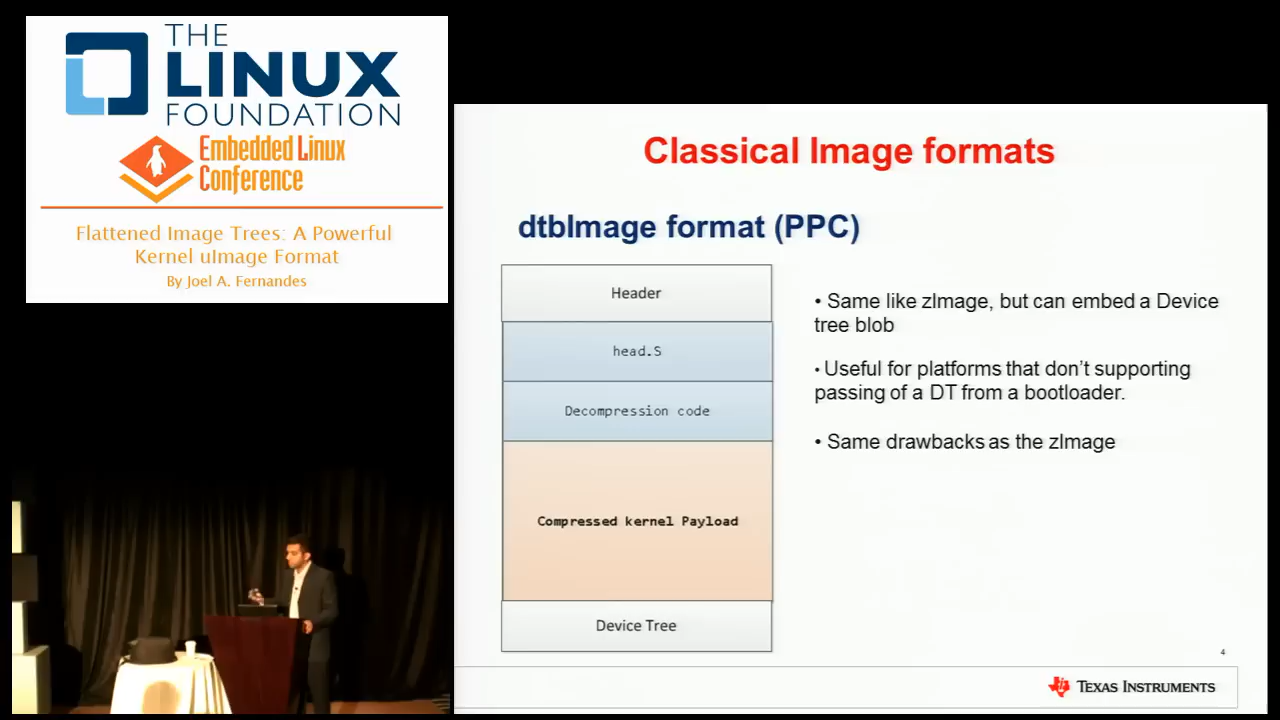 THE
LINUX
FOUNDATION
Embedded Linux
Conference
Flattened Image Trees: A Powerful
Kernel uImage Format
By Joel A. Fernandes
Classical Image formats
dtbImage format (PPC)
Header
head.S
Decompression code
Compressed kernel Payload
Device Tree
• Same like zImage, but can embed a Device
tree blob
• Useful for platforms that don’t supporting
passing of a DT from a bootloader.
• Same drawbacks as the zImage
4
TEXAS INSTRUMENTS